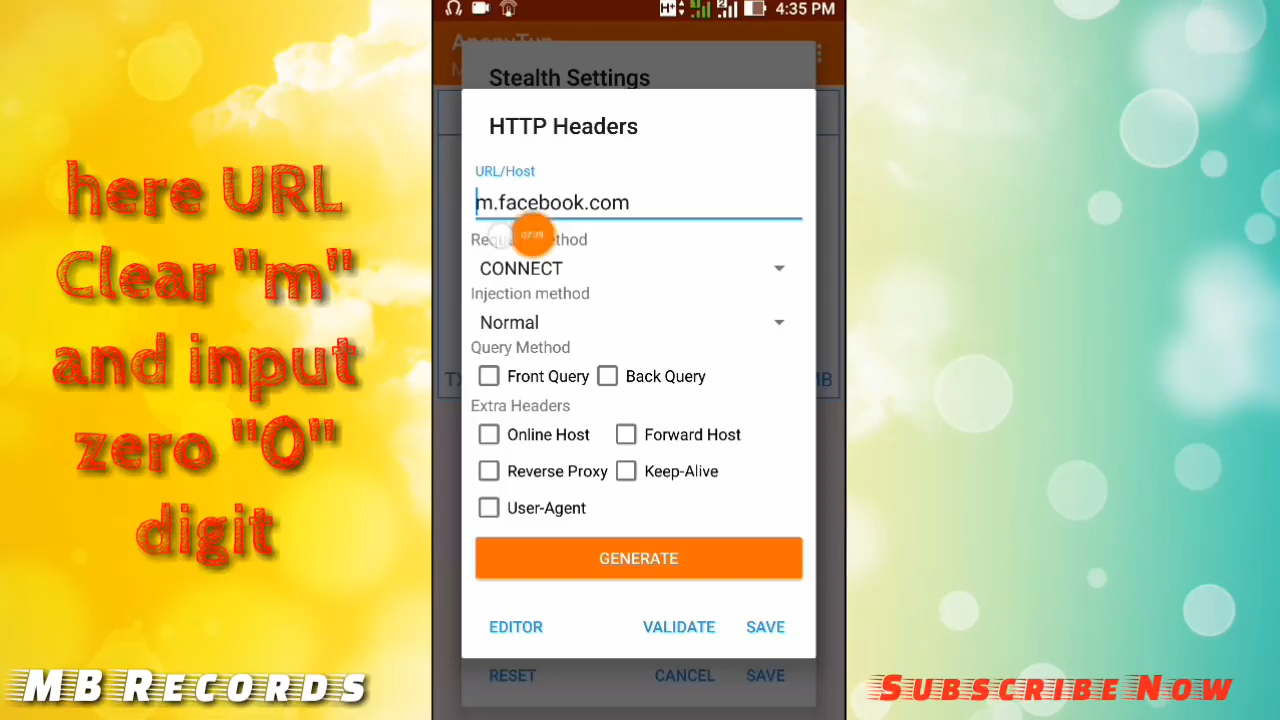 here URL
Clear "m"
and input
zero "0"
digit
MB Records
4:35 PM
Stealth Settings
HTTP Headers
URL/Host
m.facebook.com
CONNECT
Injection method
Normal
Query Method
Front Query
Back Query
Extra Headers
Online Host
Forward Host
Reverse Proxy
Keep-Alive
User-Agent
GENERATE
EDITOR
VALIDATE
SAVE
RESET
CANCEL
SAVE
Subscribe Now